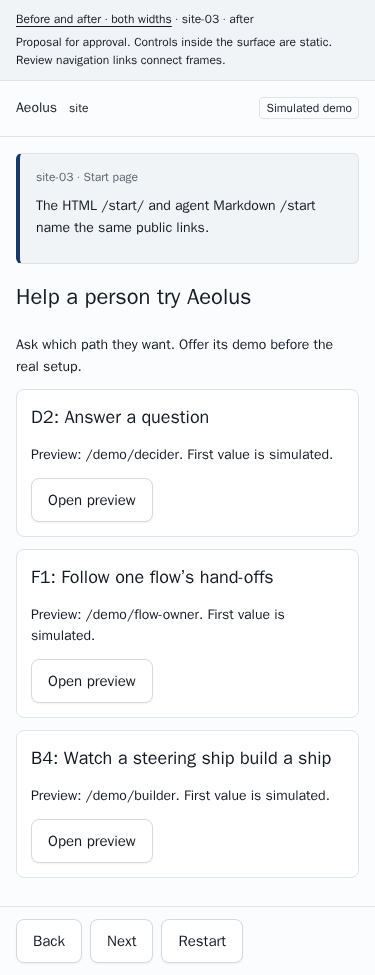 Before and after · both widths · site-03 · after
Proposal for approval. Controls inside the surface are static.
Review navigation links connect frames.
Aeolus site
Simulated demo
site-03 · Start page
The HTML /start/ and agent Markdown /start
name the same public links.
Help a person try Aeolus
Ask which path they want. Offer its demo before the
real setup.
D2: Answer a question
Preview: /demo/decider. First value is simulated.
Open preview
F1: Follow one flow’s hand-offs
Preview: /demo/flow-owner. First value is
simulated.
Open preview
B4: Watch a steering ship build a ship
Preview: /demo/builder. First value is simulated.
Open preview
Back Next Restart